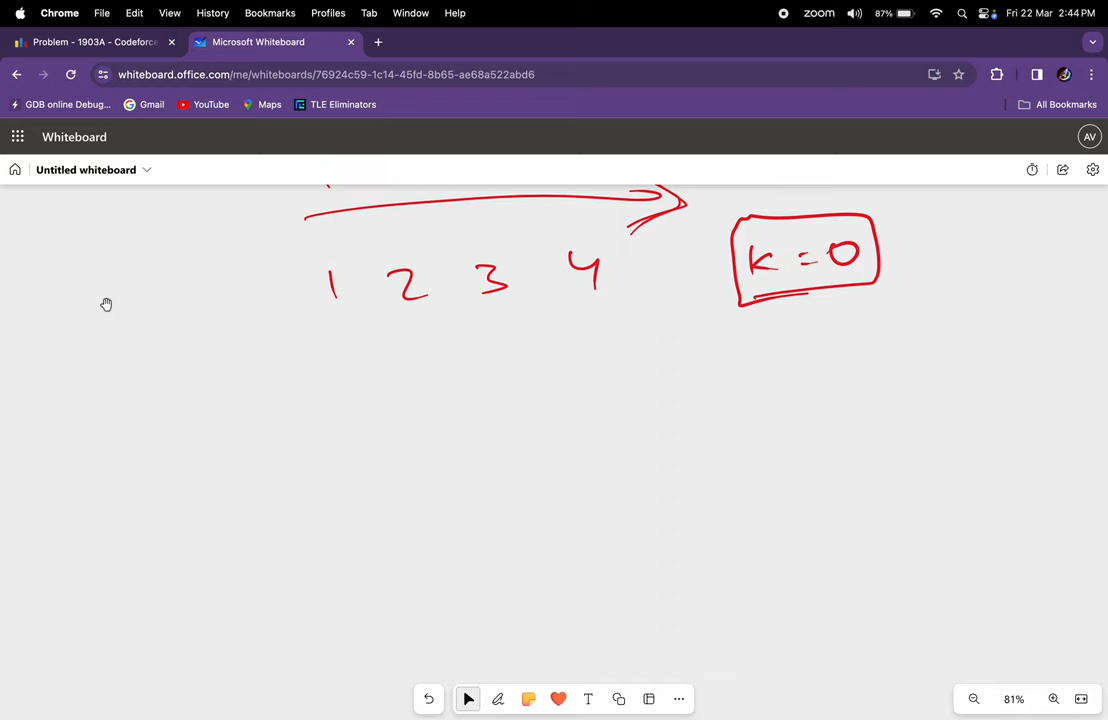 Chrome File Edit View History Bookmarks Profiles Tab Window Help zoom 87% Fri 22 Mar 2:44 PM
Problem - 1903A - Codeforce Microsoft Whiteboard
whiteboard.office.com/me/whiteboards/76924c59-1c14-45fd-8b65-ae68a522abd6
GDB online Debug... Gmail YouTube Maps TLE Eliminators All Bookmarks
Whiteboard AV
Untitled whiteboard
1 2 3 4 k = 0
81%